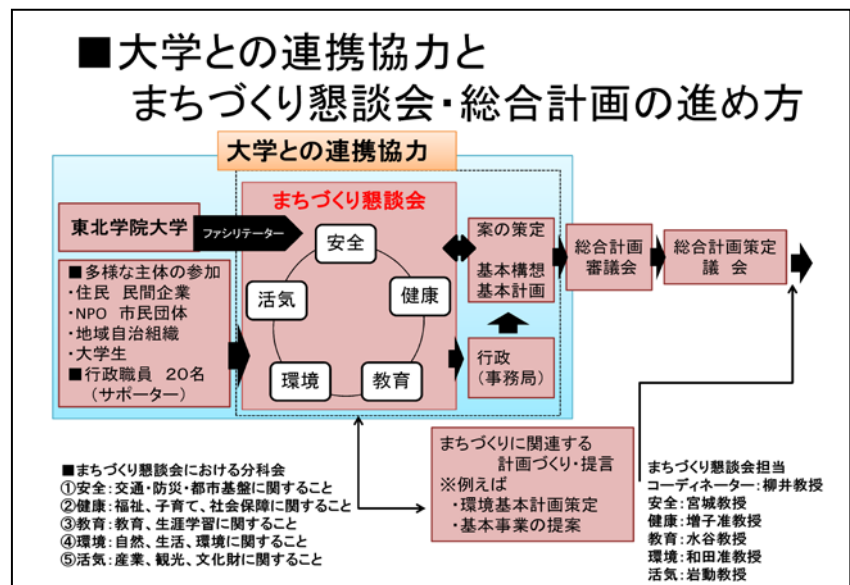 ■大学との連携協力と
まちづくり懇談会・総合計画の進め方
大学との連携協力
東北学院大学
ファシリテーター
まちづくり懇談会
安全
健康
教育
環境
活気
■多様な主体の参加
・住民 民間企業
・NPO 市民団体
・地域自治組織
・大学生
■行政職員 20名
(サポーター)
案の策定
基本構想
基本計画
行政
(事務局)
総合計画
審議会
総合計画策定
議 会
まちづくりに関連する
計画づくり・提言
※例えば
・環境基本計画策定
・基本事業の提案
■まちづくり懇談会における分科会
①安全:交通・防災・都市基盤に関すること
②健康:福祉、子育て、社会保障に関すること
③教育:教育、生涯学習に関すること
④環境:自然、生活、環境に関すること
⑤活気:産業、観光、文化財に関すること
まちづくり懇談会担当
コーディネーター:柳井教授
安全:宮城教授
健康:増子准教授
教育:水谷教授
環境:和田准教授
活気:岩動教授